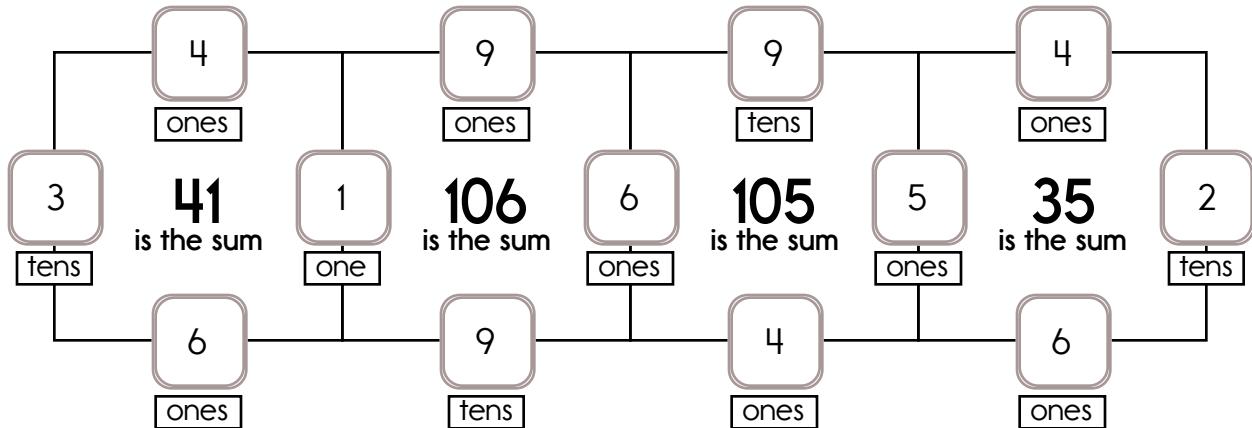 4
9
9
4
ones
ones
tens
ones
3
41
is the sum
1
106
is the sum
6
105
is the sum
5
35
is the sum
2
tens
one
ones
ones
tens
6
9
4
6
ones
tens
ones
ones